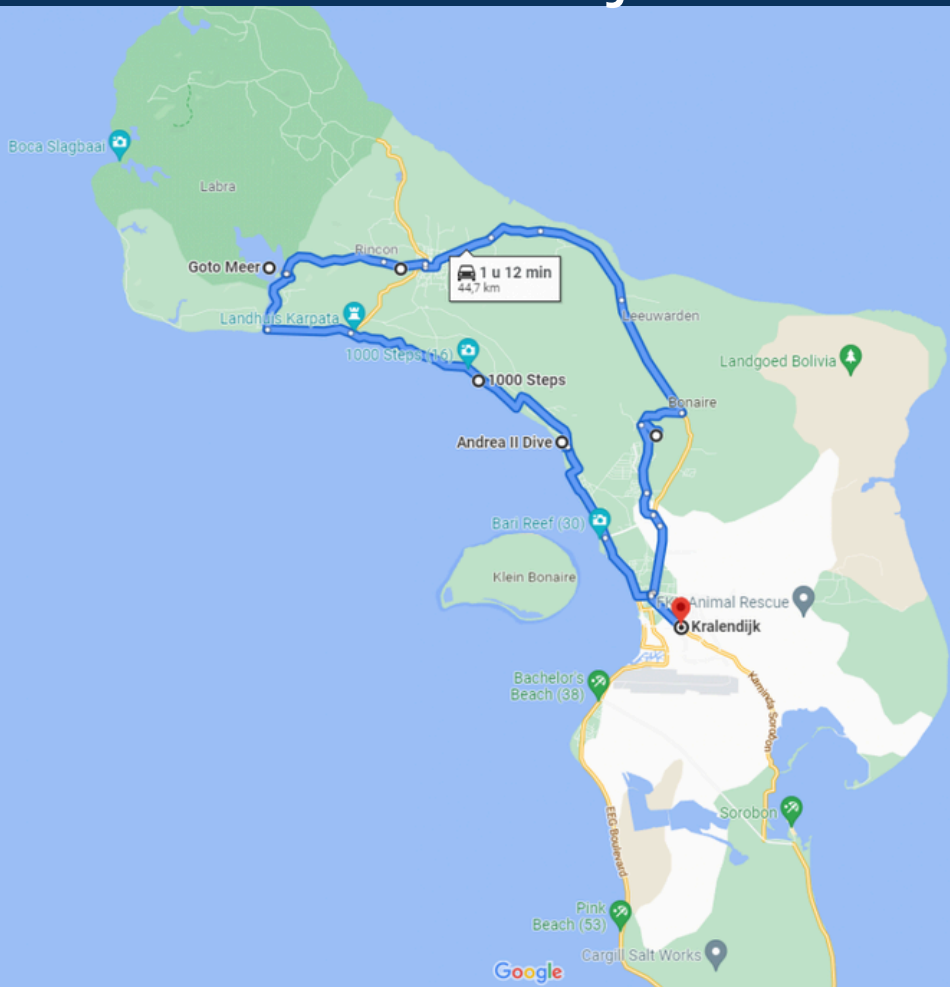 g
Boca Slagbaai
Labra
Rincon
Goto Meer
1 u 12 min
44,7 km
Landhuis Karpata
Leeuwarden
1000 Steps (16)
Landgoed Bolivia
1000 Steps
Bonaire
Andrea II Dive
Bari Reef (30)
Klein Bonaire
Animal Rescue
Kralendijk
Bachelor's
Beach (38)
Kaminda Sorobon
Sorobon
EEG Boulevard
Pink
Beach (53)
Cargill Salt Works
Google